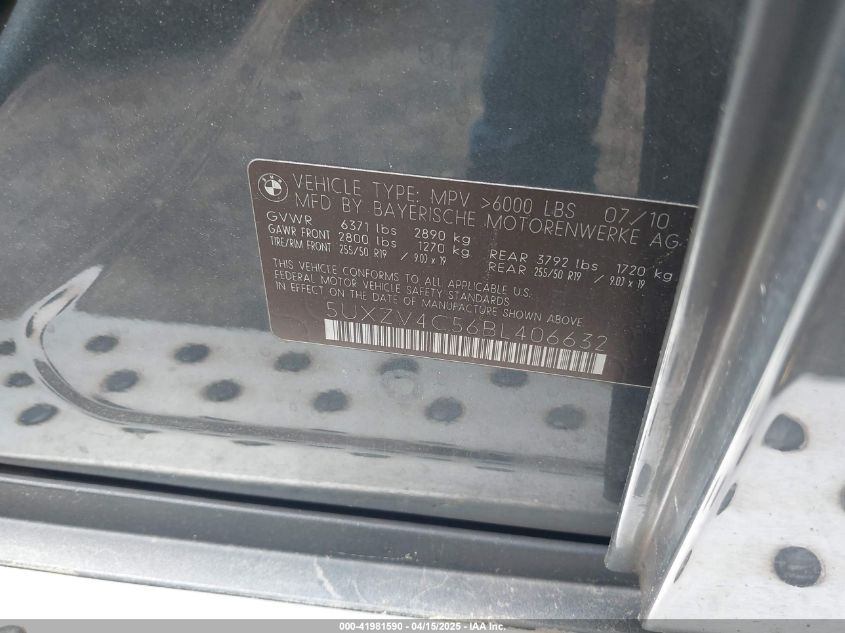 BMW
VEHICLE TYPE: MPV >6000 LBS 07/10
MFD BY BAYERISCHE MOTORENWERKE AG
GVWR 6371 lbs 2890 kg
GAWR FRONT 2800 lbs 1270 kg REAR 3792 lbs 1720 kg
TIRE/RIM FRONT 255/50 R19 / 9.00 x 19 REAR 255/50 R19 / 9.00 x 19
THIS VEHICLE CONFORMS TO ALL APPLICABLE U.S.
FEDERAL MOTOR VEHICLE SAFETY STANDARDS
IN EFFECT ON THE DATE OF MANUFACTURE SHOWN ABOVE.
5UXZV4C56BL406632
000-41981590 - 04/15/2025 - IAA Inc.